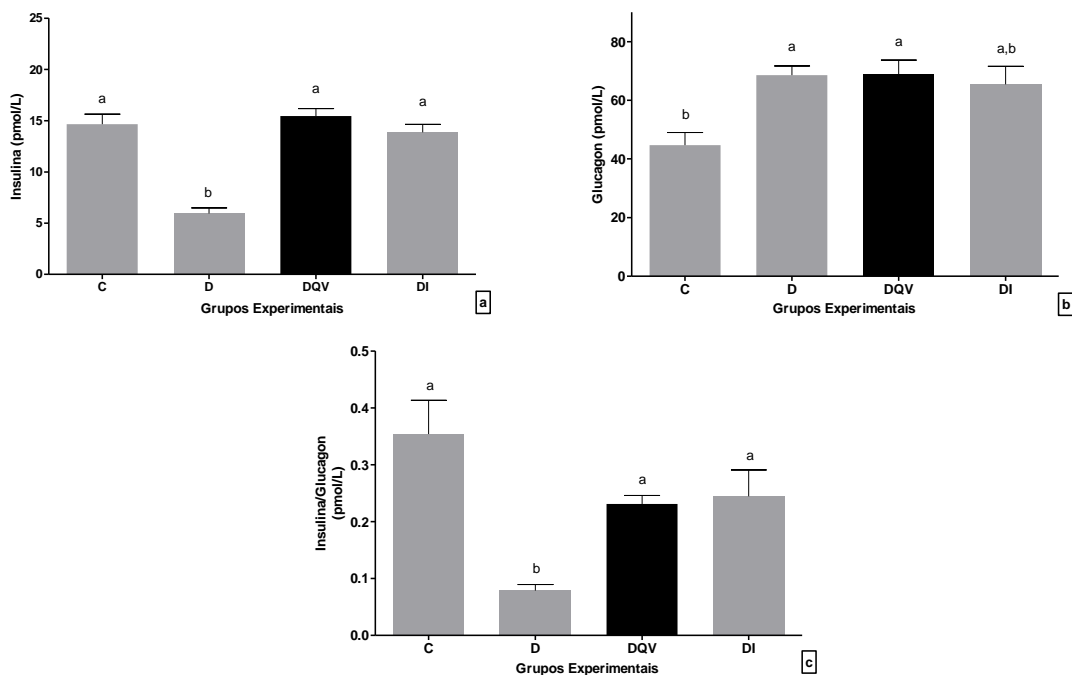 25
20
15
10
5
0
Insulina (pmol/L)
a
b
a
a
C
D
DQV
DI
Grupos Experimentais
a
80
60
40
20
0
Glucagon (pmol/L)
b
a
a
a,b
C
D
DQV
DI
Grupos Experimentais
b
0.5
0.4
0.3
0.2
0.1
0.0
Insulina/Glucagon
(pmol/L)
a
b
a
a
C
D
DQV
DI
Grupos Experimentais
c